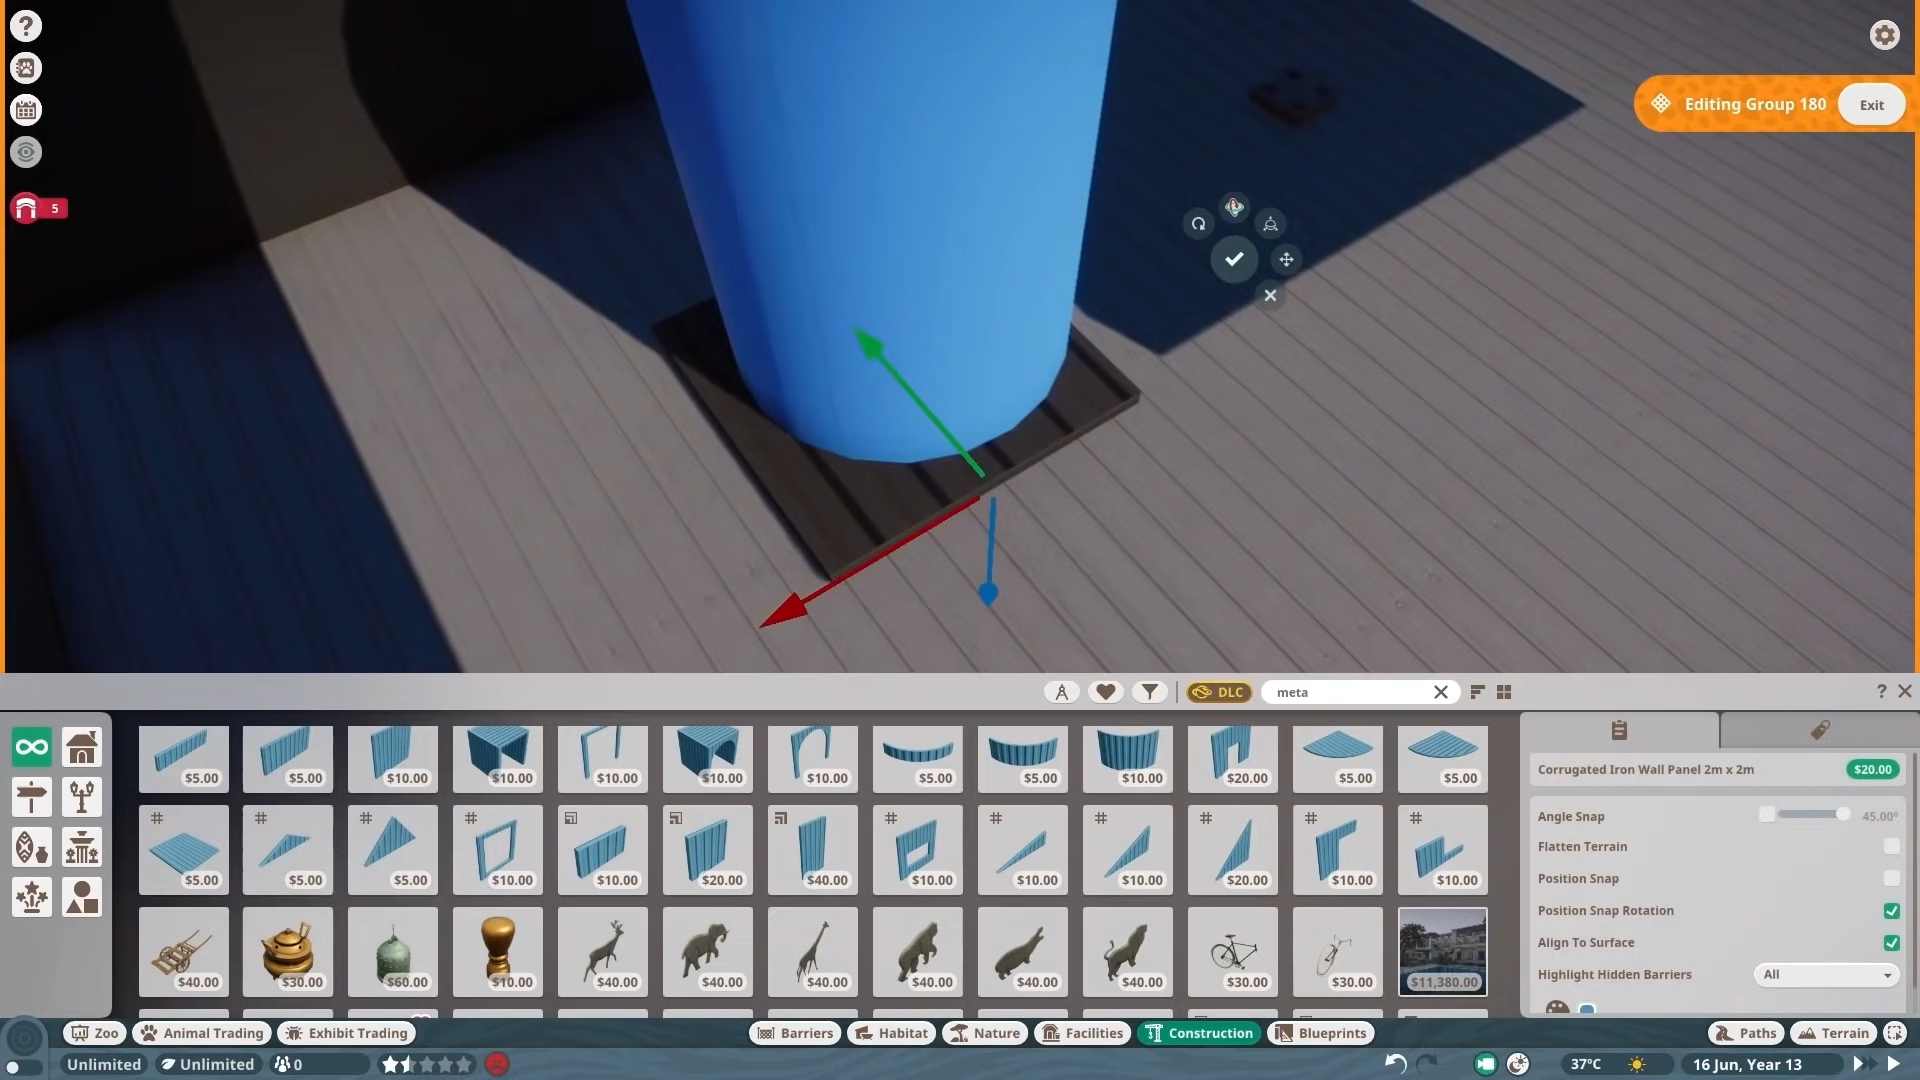 ?
Editing Group 180 Exit
5
DLC meta
?
$5.00 $5.00 $10.00 $10.00 $10.00 $10.00 $10.00 $5.00 $5.00 $10.00 $20.00 $5.00 $5.00
$5.00 $5.00 $5.00 $10.00 $10.00 $20.00 $40.00 $10.00 $10.00 $10.00 $20.00 $10.00 $10.00
$40.00 $30.00 $60.00 $10.00 $40.00 $40.00 $40.00 $40.00 $40.00 $40.00 $30.00 $30.00 $11,380.00
Corrugated Iron Wall Panel 2m x 2m $20.00
Angle Snap 45.00°
Flatten Terrain
Position Snap
Position Snap Rotation
Align To Surface
Highlight Hidden Barriers All
Zoo Animal Trading Exhibit Trading Barriers Habitat Nature Facilities Construction Blueprints Paths Terrain
Unlimited Unlimited 0 37°C 16 Jun, Year 13